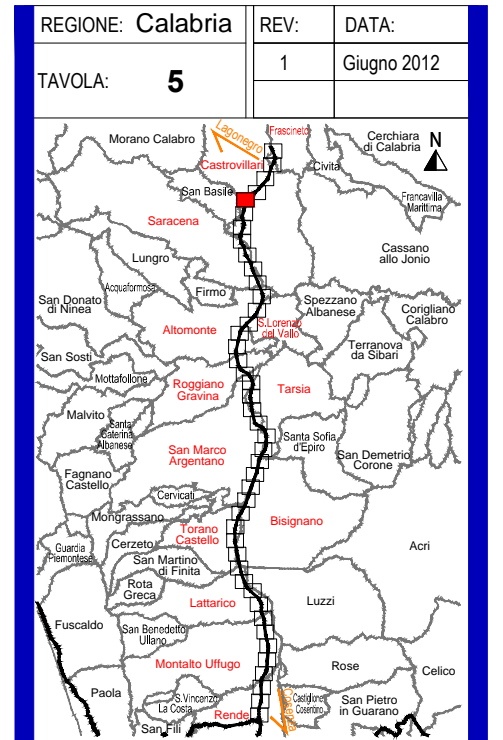 REGIONE: Calabria
REV:
DATA:
TAVOLA: 5
1
Giugno 2012
Lagonegro
Frascineto
Morano Calabro
Cerchiara
di Calabria
N
Castrovillari
Civita
San Basile
Francavilla
Marittima
Saracena
Lungro
Cassano
allo Jonio
Acquaformosa
Firmo
San Donato
di Ninea
Spezzano
Albanese
Corigliano
Calabro
Altomonte
S.Lorenzo
del Vallo
Terranova
da Sibari
San Sosti
Mottafollone
Roggiano
Gravina
Tarsia
Malvito
Santa
Caterina
Albanese
Santa Sofia
d'Epiro
San Marco
Argentano
San Demetrio
Corone
Fagnano
Castello
Cervicati
Mongrassano
Bisignano
Torano
Castello
Guardia
Piemontese
Cerzeto
Acri
San Martino
di Finita
Rota
Greca
Lattarico
Luzzi
Fuscaldo
San Benedetto
Ullano
Montalto Uffugo
Rose
Celico
Paola
S.Vincenzo
La Costa
Cosenza
Castiglione
Cosentino
San Pietro
in Guarano
Rende
San Fili